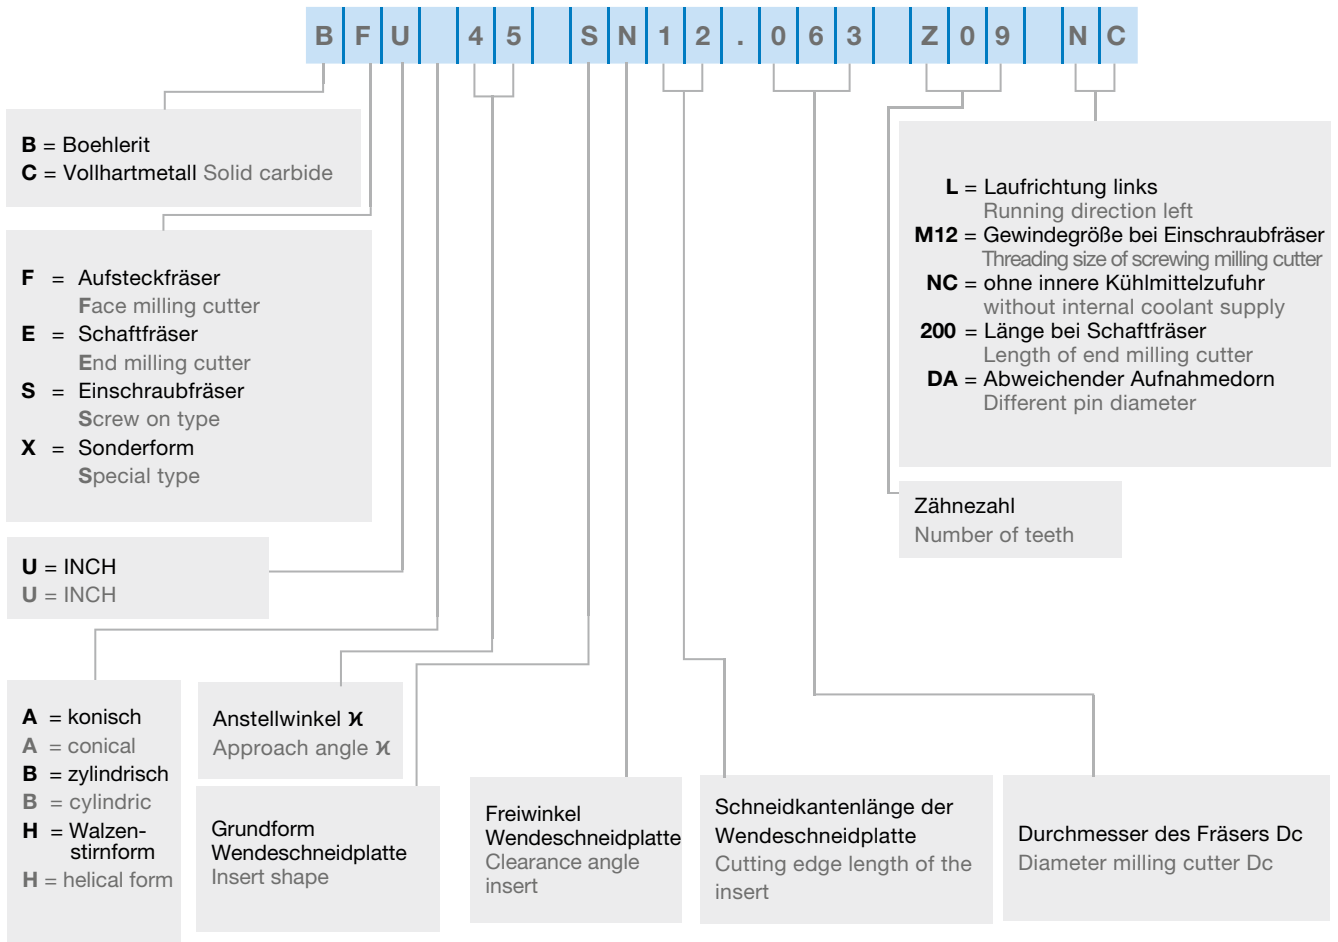 B F U 4 5 S N 1 2 . 0 6 3 Z 0 9 N C
B = Boehlerit
C = Vollhartmetall Solid carbide
F = Aufsteckfräser
Face milling cutter
E = Schaftfräser
End milling cutter
S = Einschraubfräser
Screw on type
X = Sonderform
Special type
U = INCH
U = INCH
A = konisch
A = conical
B = zylindrisch
B = cylindric
H = Walzen-
stirnform
H = helical form
Anstellwinkel ϰ
Approach angle ϰ
Grundform
Wendeschneidplatte
Insert shape
Freiwinkel
Wendeschneidplatte
Clearance angle
insert
Schneidkantenlänge der
Wendeschneidplatte
Cutting edge length of the
insert
Durchmesser des Fräsers Dc
Diameter milling cutter Dc
Zähnezahl
Number of teeth
L = Laufrichtung links
Running direction left
M12 = Gewindegröße bei Einschraubfräser
Threading size of screwing milling cutter
NC = ohne innere Kühlmittelzufuhr
without internal coolant supply
200 = Länge bei Schaftfräser
Length of end milling cutter
DA = Abweichender Aufnahmedorn
Different pin diameter